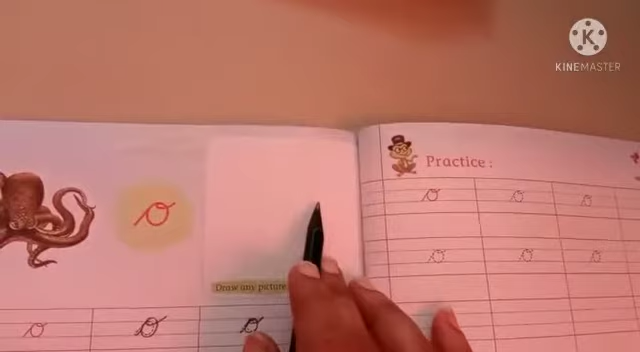 K
KINEMASTER
Practice :
o o o
o
o o o
Draw any picture
o o o